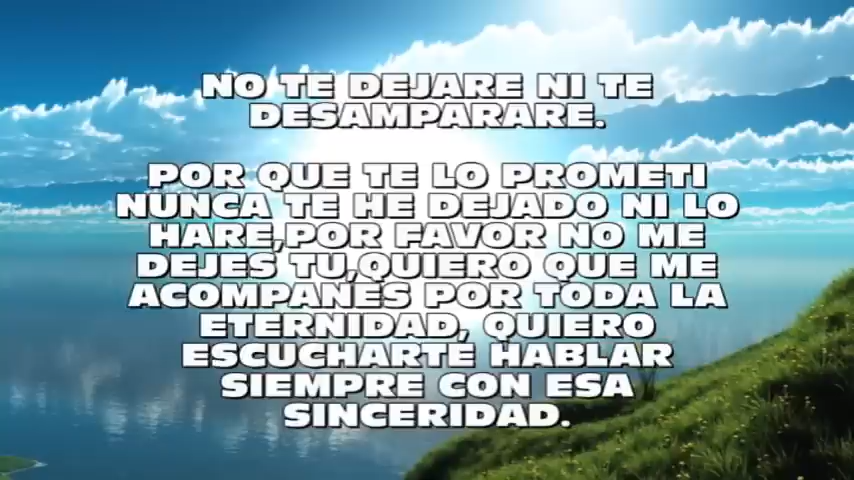 NO TE DEJARE NI TE
DESAMPARARE.
POR QUE TE LO PROMETI
NUNCA TE HE DEJADO NI LO
HARE,POR FAVOR NO ME
DEJES TU,QUIERO QUE ME
ACOMPAÑES POR TODA LA
ETERNIDAD, QUIERO
ESCUCHARTE HABLAR
SIEMPRE CON ESA
SINCERIDAD.